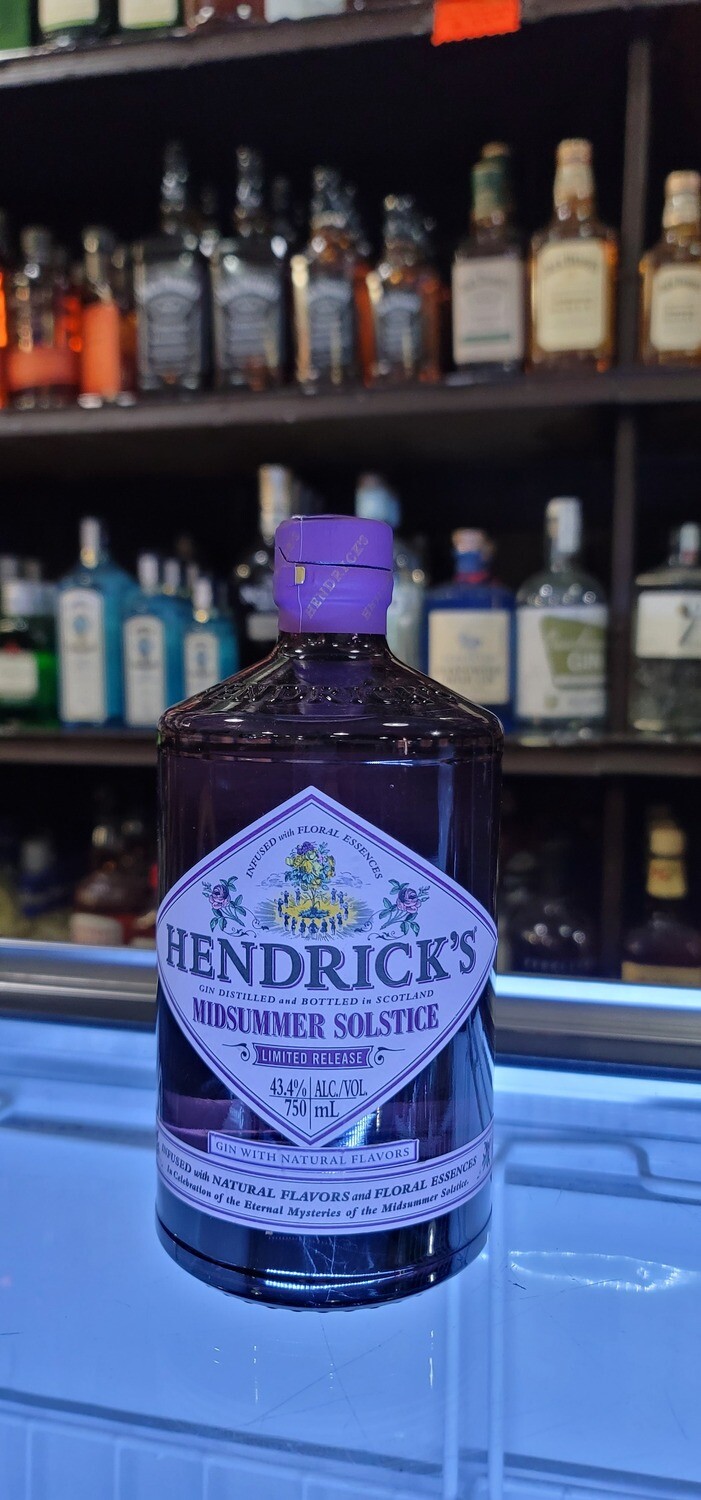 HENDRICK'S
HENDRICK'S
INFUSED with FLORAL ESSENCES
HENDRICK'S
GIN DISTILLED and BOTTLED in SCOTLAND
MIDSUMMER SOLSTICE
LIMITED RELEASE
43.4% ALC./VOL.
750 mL
GIN WITH NATURAL FLAVORS
INFUSED with NATURAL FLAVORS and FLORAL ESSENCES
In Celebration of the Eternal Mysteries of the Midsummer Solstice.